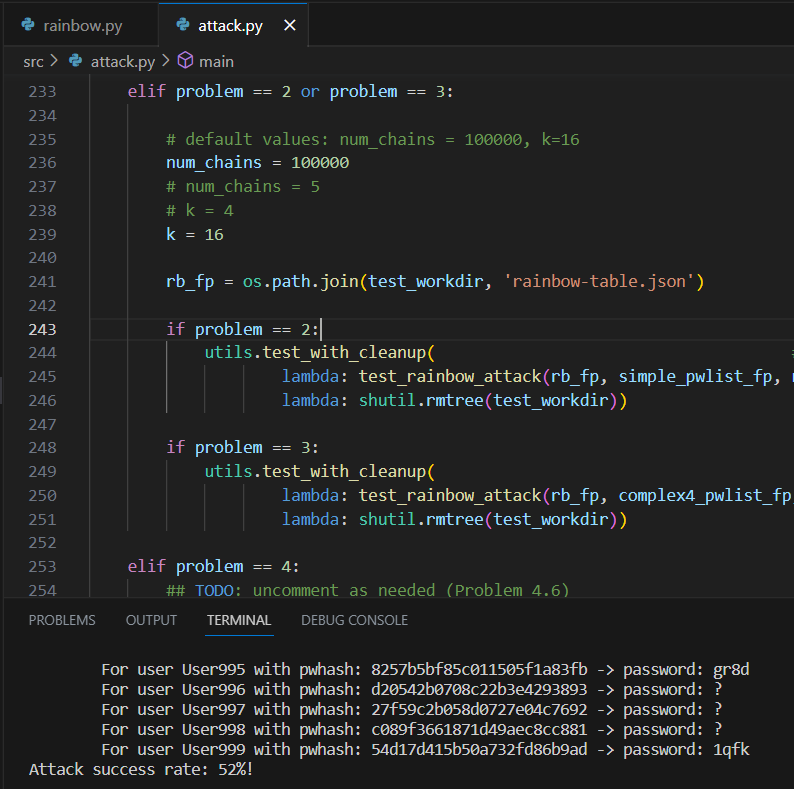 rainbow.py attack.py
src > attack.py > main
233 elif problem == 2 or problem == 3:
234
235 # default values: num_chains = 100000, k=16
236 num_chains = 100000
237 # num_chains = 5
238 # k = 4
239 k = 16
240
241 rb_fp = os.path.join(test_workdir, 'rainbow-table.json')
242
243 if problem == 2:
244 utils.test_with_cleanup(
245 lambda: test_rainbow_attack(rb_fp, simple_pwlist_fp,
246 lambda: shutil.rmtree(test_workdir))
247
248 if problem == 3:
249 utils.test_with_cleanup(
250 lambda: test_rainbow_attack(rb_fp, complex4_pwlist_fp,
251 lambda: shutil.rmtree(test_workdir))
252
253 elif problem == 4:
254 ## TODO: uncomment as needed (Problem 4.6)
PROBLEMS OUTPUT TERMINAL DEBUG CONSOLE
For user User995 with pwhash: 8257b5bf85c011505f1a83fb -> password: gr8d
For user User996 with pwhash: d20542b0708c22b3e4293893 -> password: ?
For user User997 with pwhash: 27f59c2b058d0727e04c7692 -> password: ?
For user User998 with pwhash: c089f3661871d49aec8cc881 -> password: ?
For user User999 with pwhash: 54d17d415b50a732fd86b9ad -> password: 1qfk
Attack success rate: 52%!